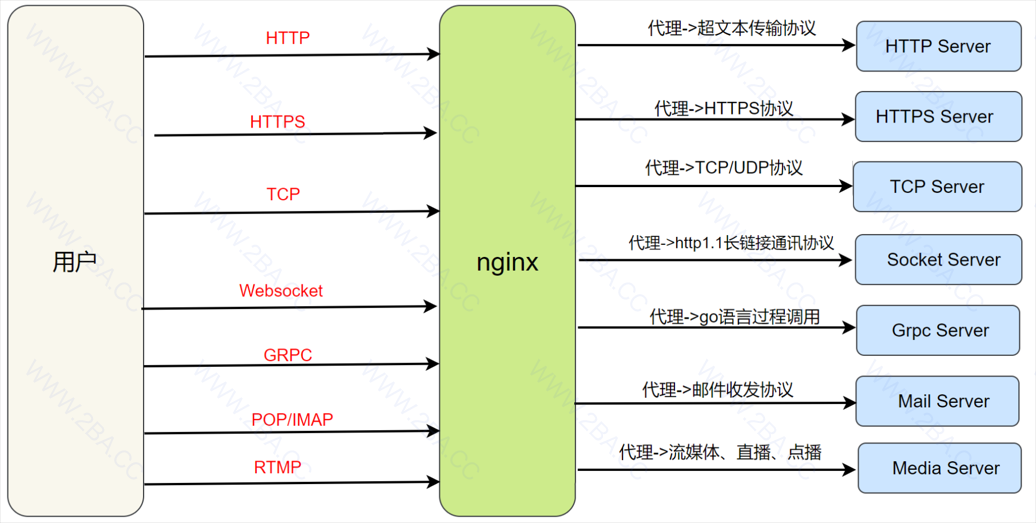 用户
HTTP
HTTPS
TCP
Websocket
GRPC
POP/IMAP
RTMP
nginx
代理->超文本传输协议
HTTP Server
代理->HTTPS协议
HTTPS Server
代理->TCP/UDP协议
TCP Server
代理->http1.1长链接通讯协议
Socket Server
代理->go语言过程调用
Grpc Server
代理->邮件收发协议
Mail Server
代理->流媒体、直播、点播
Media Server
WWW.2BA.CC